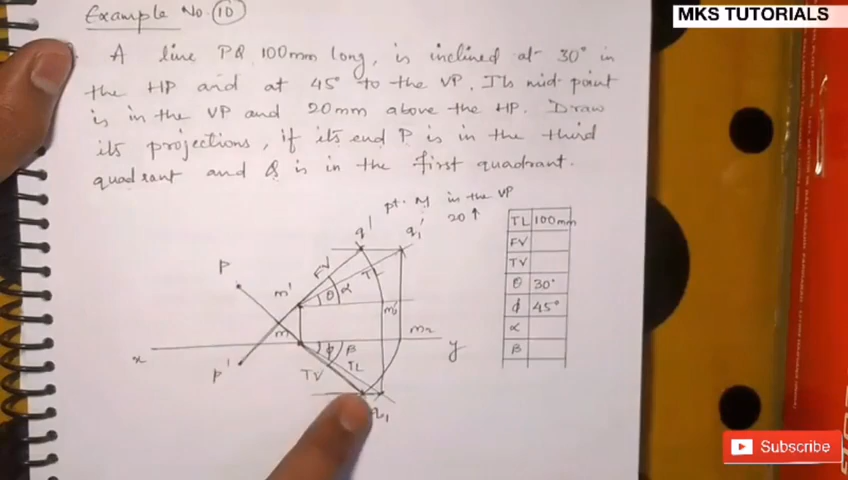 Example No. 10
MKS TUTORIALS
A line PQ 100mm long, is inclined at 30° in
the HP and at 45° to the VP. Its mid-point
is in the VP and 20mm above the HP. Draw
its projections, if its end P is in the third
quadrant and Q is in the first quadrant.
pt. M in the VP
20 ↑
q' q1'
TL 100mm
FV
TV
θ 30°
ϕ 45°
α
β
P
FV
TL
m' θ α
m1'
m ϕ β m2
x y
p' TV TL
q1
Subscribe